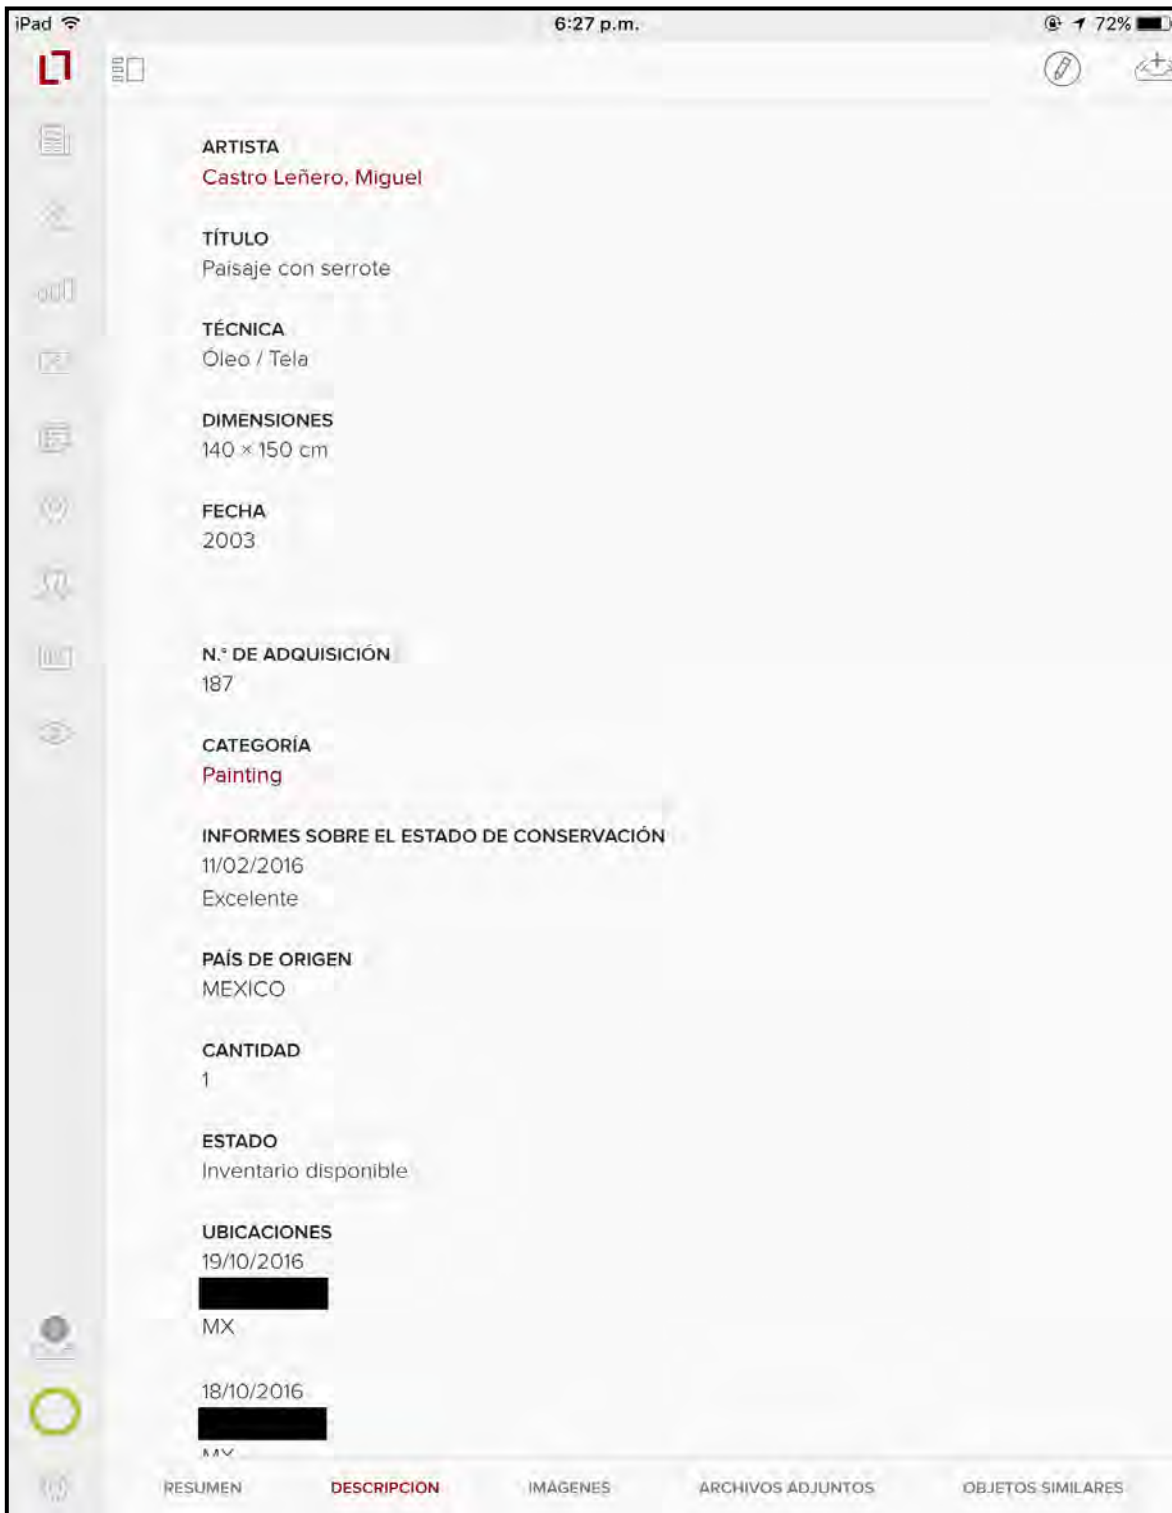 iPad
6:27 p.m.
72%
ARTISTA
Castro Leñero, Miguel
TÍTULO
Paisaje con serrote
TÉCNICA
Óleo / Tela
DIMENSIONES
140 × 150 cm
FECHA
2003
N.º DE ADQUISICIÓN
187
CATEGORÍA
Painting
INFORMES SOBRE EL ESTADO DE CONSERVACIÓN
11/02/2016
Excelente
PAÍS DE ORIGEN
MEXICO
CANTIDAD
1
ESTADO
Inventario disponible
UBICACIONES
19/10/2016
MX
18/10/2016
MX
RESUMEN
DESCRIPCIÓN
IMÁGENES
ARCHIVOS ADJUNTOS
OBJETOS SIMILARES